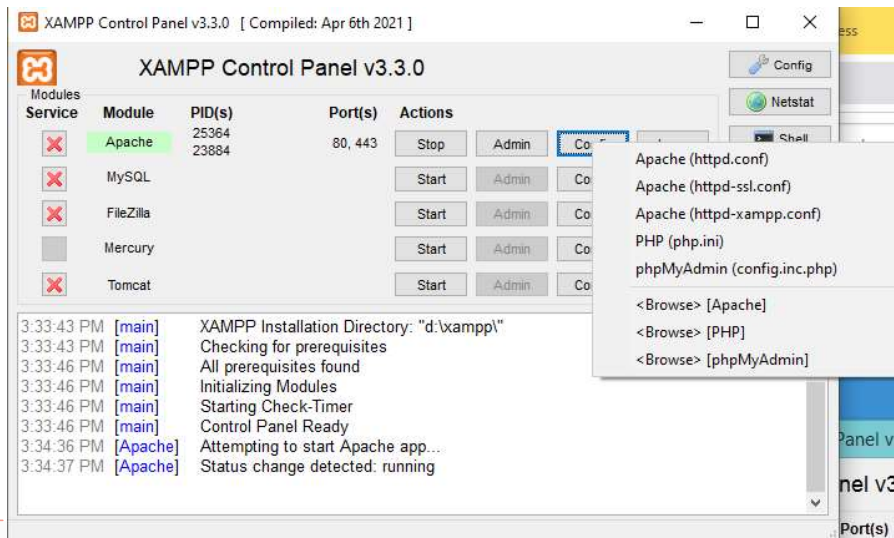 XAMPP Control Panel v3.3.0 [ Compiled: Apr 6th 2021 ]
XAMPP Control Panel v3.3.0
Config
Netstat
Shell
Modules
Service Module PID(s) Port(s) Actions
Apache 25364 23884 80, 443 Stop Admin
MySQL Start Admin
FileZilla Start Admin
Mercury Start Admin
Tomcat Start Admin
Apache (httpd.conf)
Apache (httpd-ssl.conf)
Apache (httpd-xampp.conf)
PHP (php.ini)
phpMyAdmin (config.inc.php)
<Browse> [Apache]
<Browse> [PHP]
<Browse> [phpMyAdmin]
3:33:43 PM [main] XAMPP Installation Directory: "d:\xampp\"
3:33:43 PM [main] Checking for prerequisites
3:33:46 PM [main] All prerequisites found
3:33:46 PM [main] Initializing Modules
3:33:46 PM [main] Starting Check-Timer
3:33:46 PM [main] Control Panel Ready
3:34:36 PM [Apache] Attempting to start Apache app...
3:34:37 PM [Apache] Status change detected: running
ess
Panel v
nel v3
Port(s)